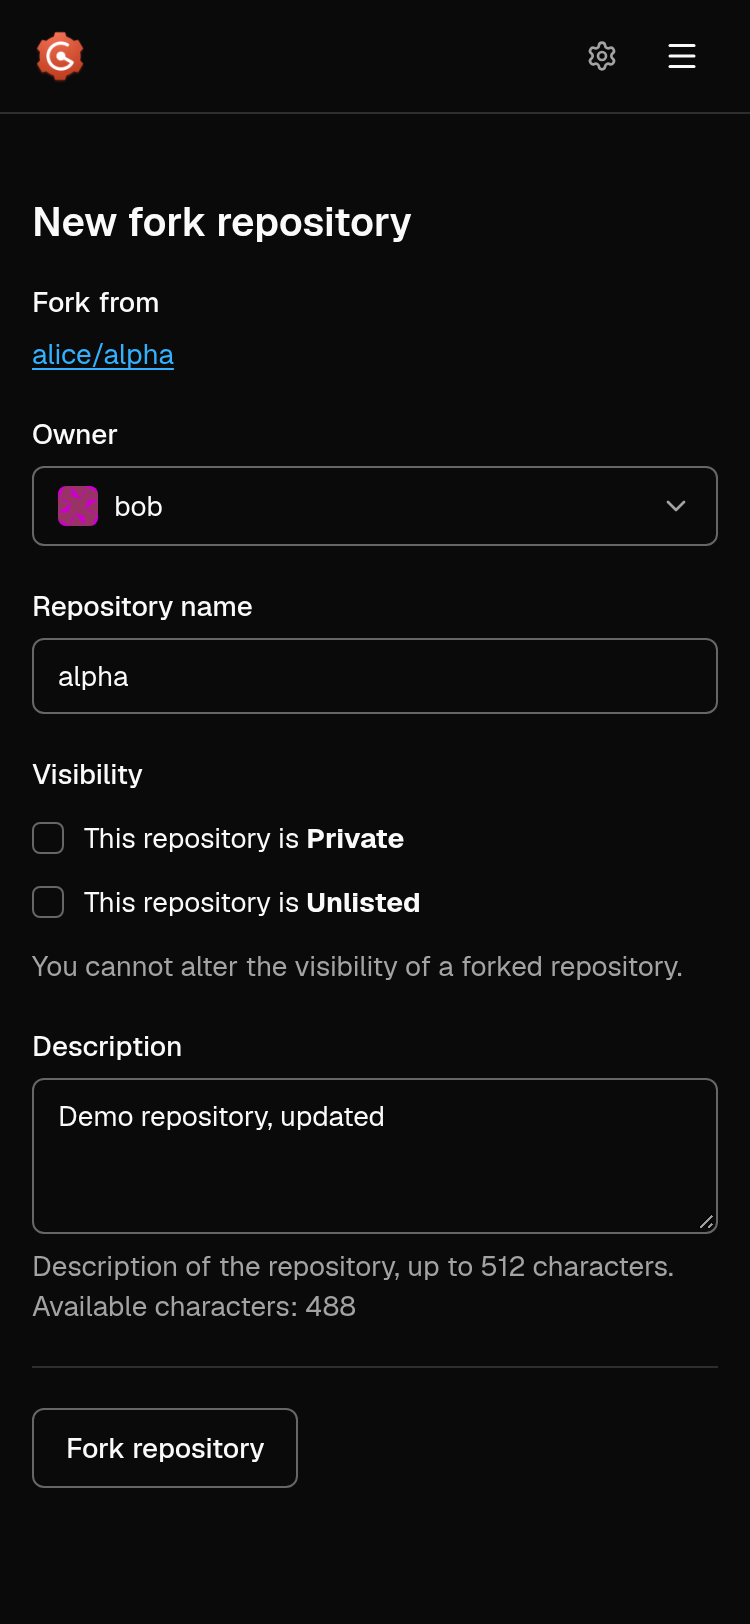 New fork repository
Fork from
alice/alpha
Owner
bob
Repository name
alpha
Visibility
This repository is Private
This repository is Unlisted
You cannot alter the visibility of a forked repository.
Description
Demo repository, updated
Description of the repository, up to 512 characters.
Available characters: 488
Fork repository